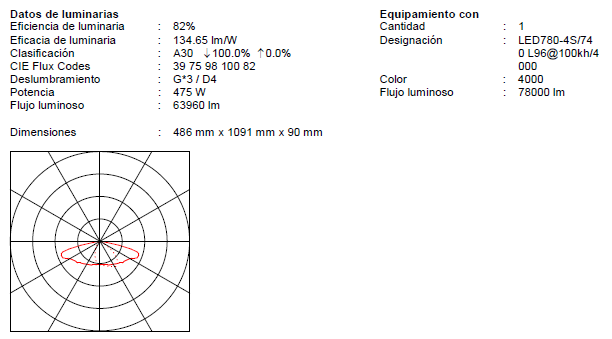 Datos de luminarias
Eficiencia de luminaria : 82%
Eficacia de luminaria : 134.65 lm/W
Clasificación : A30 ↓100.0% ↑0.0%
CIE Flux Codes : 39 75 98 100 82
Deslumbramiento : G*3 / D4
Potencia : 475 W
Flujo luminoso : 63960 lm
Dimensiones : 486 mm x 1091 mm x 90 mm
Equipamiento con
Cantidad : 1
Designación : LED780-4S/74
0 L96@100kh/4
000
Color : 4000
Flujo luminoso : 78000 lm